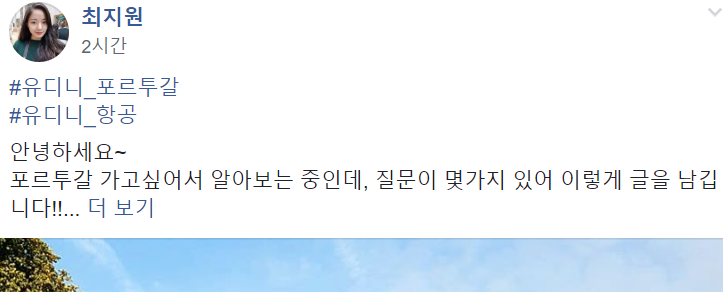 최지원
2시간
#유디니_포르투갈
#유디니_항공
안녕하세요~
포르투갈 가고싶어서 알아보는 중인데, 질문이 몇가지 있어 이렇게 글을 남깁
니다!!... 더 보기